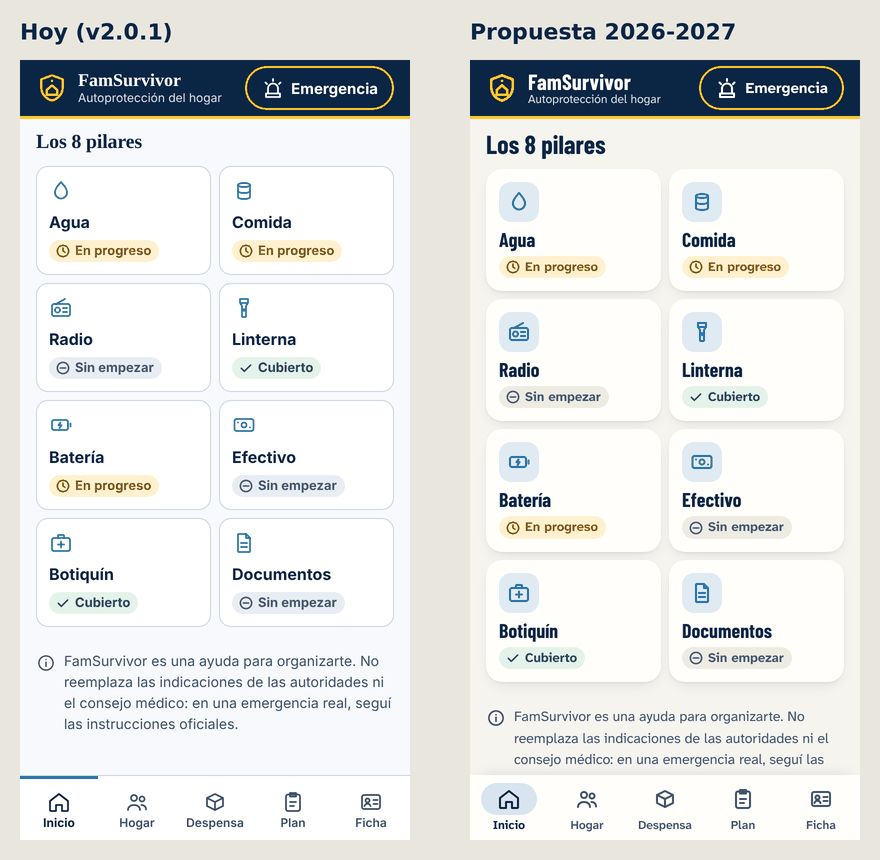 Hoy (v2.0.1)
FamSurvivor
Autoprotección del hogar
Emergencia
Los 8 pilares
Agua
En progreso
Comida
En progreso
Radio
Sin empezar
Linterna
Cubierto
Batería
En progreso
Efectivo
Sin empezar
Botiquín
Cubierto
Documentos
Sin empezar
FamSurvivor es una ayuda para organizarte. No
reemplaza las indicaciones de las autoridades ni
el consejo médico: en una emergencia real, seguí
las instrucciones oficiales.
Inicio
Hogar
Despensa
Plan
Ficha
Propuesta 2026-2027
FamSurvivor
Autoprotección del hogar
Emergencia
Los 8 pilares
Agua
En progreso
Comida
En progreso
Radio
Sin empezar
Linterna
Cubierto
Batería
En progreso
Efectivo
Sin empezar
Botiquín
Cubierto
Documentos
Sin empezar
FamSurvivor es una ayuda para organizarte. No
reemplaza las indicaciones de las autoridades ni el
consejo médico: en una emergencia real, seguí las
Inicio
Hogar
Despensa
Plan
Ficha